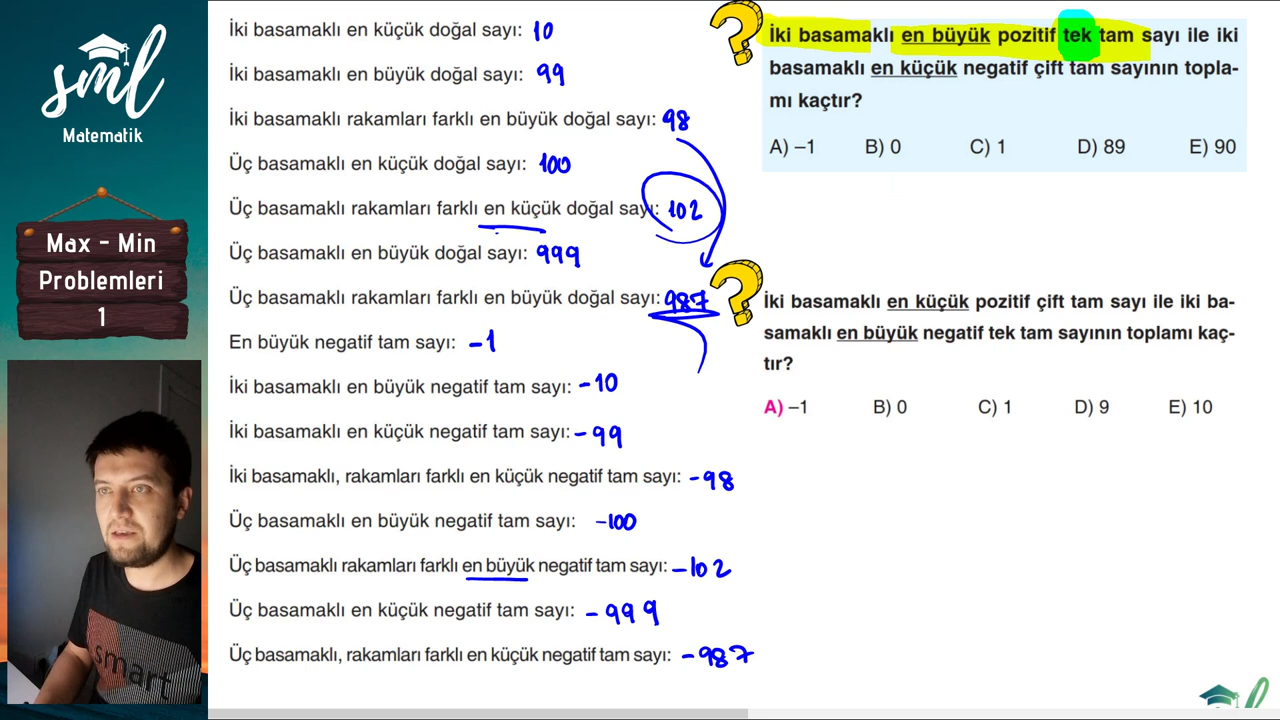 sml
Matematik
Max - Min
Problemleri
1
smart
İki basamaklı en küçük doğal sayı: 10
İki basamaklı en büyük doğal sayı: 99
İki basamaklı rakamları farklı en büyük doğal sayı: 98
Üç basamaklı en küçük doğal sayı: 100
Üç basamaklı rakamları farklı en küçük doğal sayı: 102
Üç basamaklı en büyük doğal sayı: 999
Üç basamaklı rakamları farklı en büyük doğal sayı: 987
En büyük negatif tam sayı: -1
İki basamaklı en büyük negatif tam sayı: -10
İki basamaklı en küçük negatif tam sayı: -99
İki basamaklı, rakamları farklı en küçük negatif tam sayı: -98
Üç basamaklı en büyük negatif tam sayı: -100
Üç basamaklı rakamları farklı en büyük negatif tam sayı: -102
Üç basamaklı en küçük negatif tam sayı: -999
Üç basamaklı, rakamları farklı en küçük negatif tam sayı: -987
İki basamaklı en büyük pozitif tek tam sayı ile iki
basamaklı en küçük negatif çift tam sayının topla-
mı kaçtır?
A) –1 B) 0 C) 1 D) 89 E) 90
İki basamaklı en küçük pozitif çift tam sayı ile iki ba-
samaklı en büyük negatif tek tam sayının toplamı kaç-
tır?
A) –1 B) 0 C) 1 D) 9 E) 10